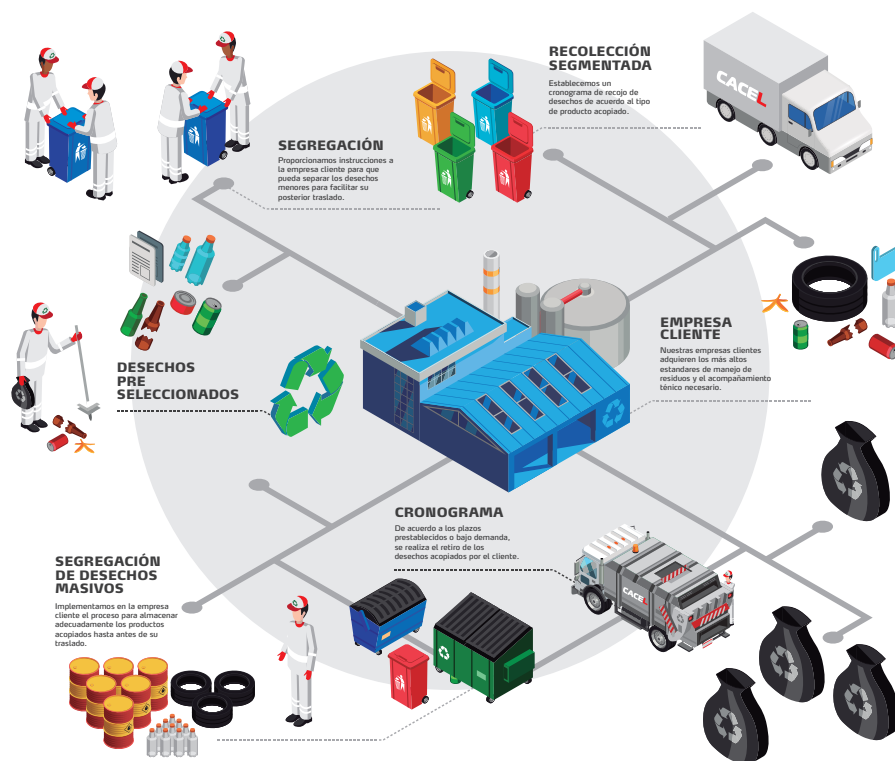 RECOLECCIÓN
SEGMENTADA
Establecemos un
cronograma de recojo de
desechos de acuerdo al tipo
de producto acopiado.
CACEL
SEGREGACIÓN
Proporcionamos instrucciones a
la empresa cliente para que
pueda separar los desechos
menores para facilitar su
posterior traslado.
EMPRESA
CLIENTE
Nuestras empresas clientes
adquieren los más altos
estandares de manejo de
residuos y el acompañamiento
ténico necesario.
DESECHOS
PRE
SELECCIONADOS
CRONOGRAMA
De acuerdo a los plazos
prestablecidos o bajo demanda,
se realiza el retiro de los
desechos acopiados por el cliente.
CACEL
SEGREGACIÓN
DE DESECHOS
MASIVOS
Implementamos en la empresa
cliente el proceso para almacenar
adecuadamente los productos
acopiados hasta antes de su
traslado.